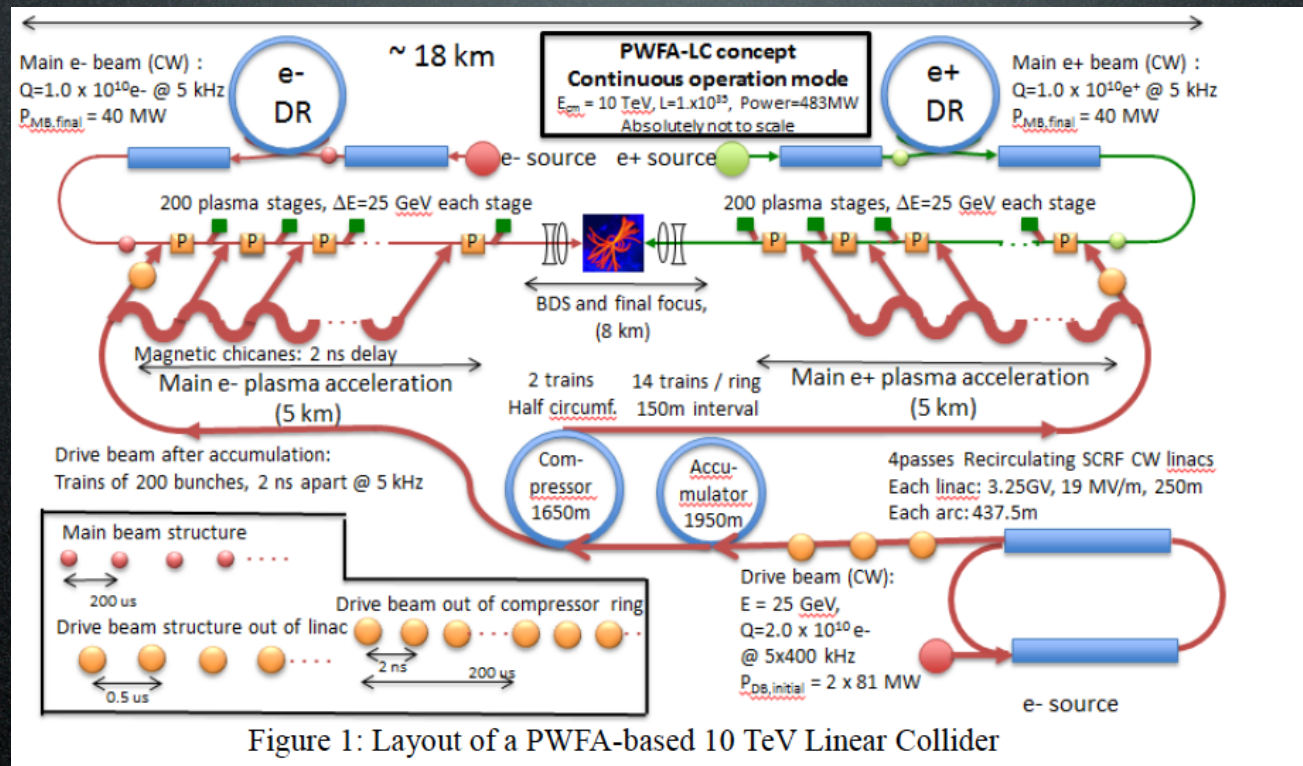 ~ 18 km
Main e- beam (CW) :
Q=1.0 x 10¹⁰e- @ 5 kHz
P_MB,final = 40 MW
e-
DR
PWFA-LC concept
Continuous operation mode
E_cm = 10 TeV, L=1.x10³⁵, Power=483MW
Absolutely not to scale
e+
DR
Main e+ beam (CW) :
Q=1.0 x 10¹⁰e⁺ @ 5 kHz
P_MB,final = 40 MW
e- source
e+ source
200 plasma stages, ΔE=25 GeV each stage
200 plasma stages, ΔE=25 GeV each stage
P P P P
P P P P
BDS and final focus,
(8 km)
Magnetic chicanes: 2 ns delay
Main e- plasma acceleration
(5 km)
Main e+ plasma acceleration
(5 km)
2 trains
Half circumf.
14 trains / ring
150m interval
Drive beam after accumulation:
Trains of 200 bunches, 2 ns apart @ 5 kHz
Com-
pressor
1650m
Accu-
mulator
1950m
4passes Recirculating SCRF CW linacs
Each linac: 3.25GV, 19 MV/m, 250m
Each arc: 437.5m
Main beam structure
200 us
Drive beam structure out of linac
0.5 us
Drive beam out of compressor ring
2 ns
200 us
Drive beam (CW):
E = 25 GeV,
Q=2.0 x 10¹⁰ e-
@ 5x400 kHz
P_DB,initial = 2 x 81 MW
e- source
Figure 1: Layout of a PWFA-based 10 TeV Linear Collider